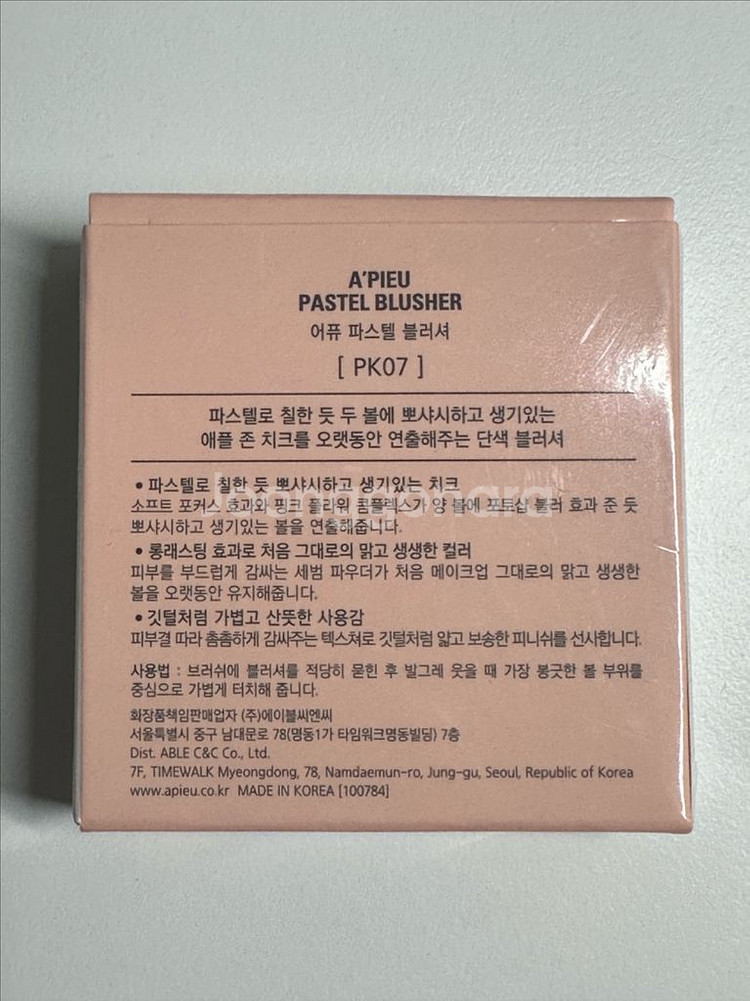 A'PIEU
PASTEL BLUSHER
어퓨 파스텔 블러셔
[ PK07 ]
파스텔로 칠한 듯 두 볼에 뽀샤시하고 생기있는
애플 존 치크를 오랫동안 연출해주는 단색 블러셔
• 파스텔로 칠한 듯 뽀샤시하고 생기있는 치크
소프트 포커스 효과와 핑크 플라워 콤플렉스가 양 볼에 포토샵 블러 효과 준 듯
뽀샤시하고 생기있는 볼을 연출해줍니다.
• 롱래스팅 효과로 처음 그대로의 맑고 생생한 컬러
피부를 부드럽게 감싸는 세범 파우더가 처음 메이크업 그대로의 맑고 생생한
볼을 오랫동안 유지해줍니다.
• 깃털처럼 가볍고 산뜻한 사용감
피부결 따라 촘촘하게 감싸주는 텍스쳐로 깃털처럼 얇고 보송한 피니쉬를 선사합니다.
사용법 : 브러쉬에 블러셔를 적당히 묻힌 후 발그레 웃을 때 가장 봉긋한 볼 부위를
중심으로 가볍게 터치해 줍니다.
화장품책임판매업자 (주)에이블씨엔씨
서울특별시 중구 남대문로 78(명동1가 타임워크명동빌딩) 7층
Dist. ABLE C&C Co., Ltd.
7F, TIMEWALK Myeongdong, 78, Namdaemun-ro, Jung-gu, Seoul, Republic of Korea
www.apieu.co.kr MADE IN KOREA [100784]
Joonggonara